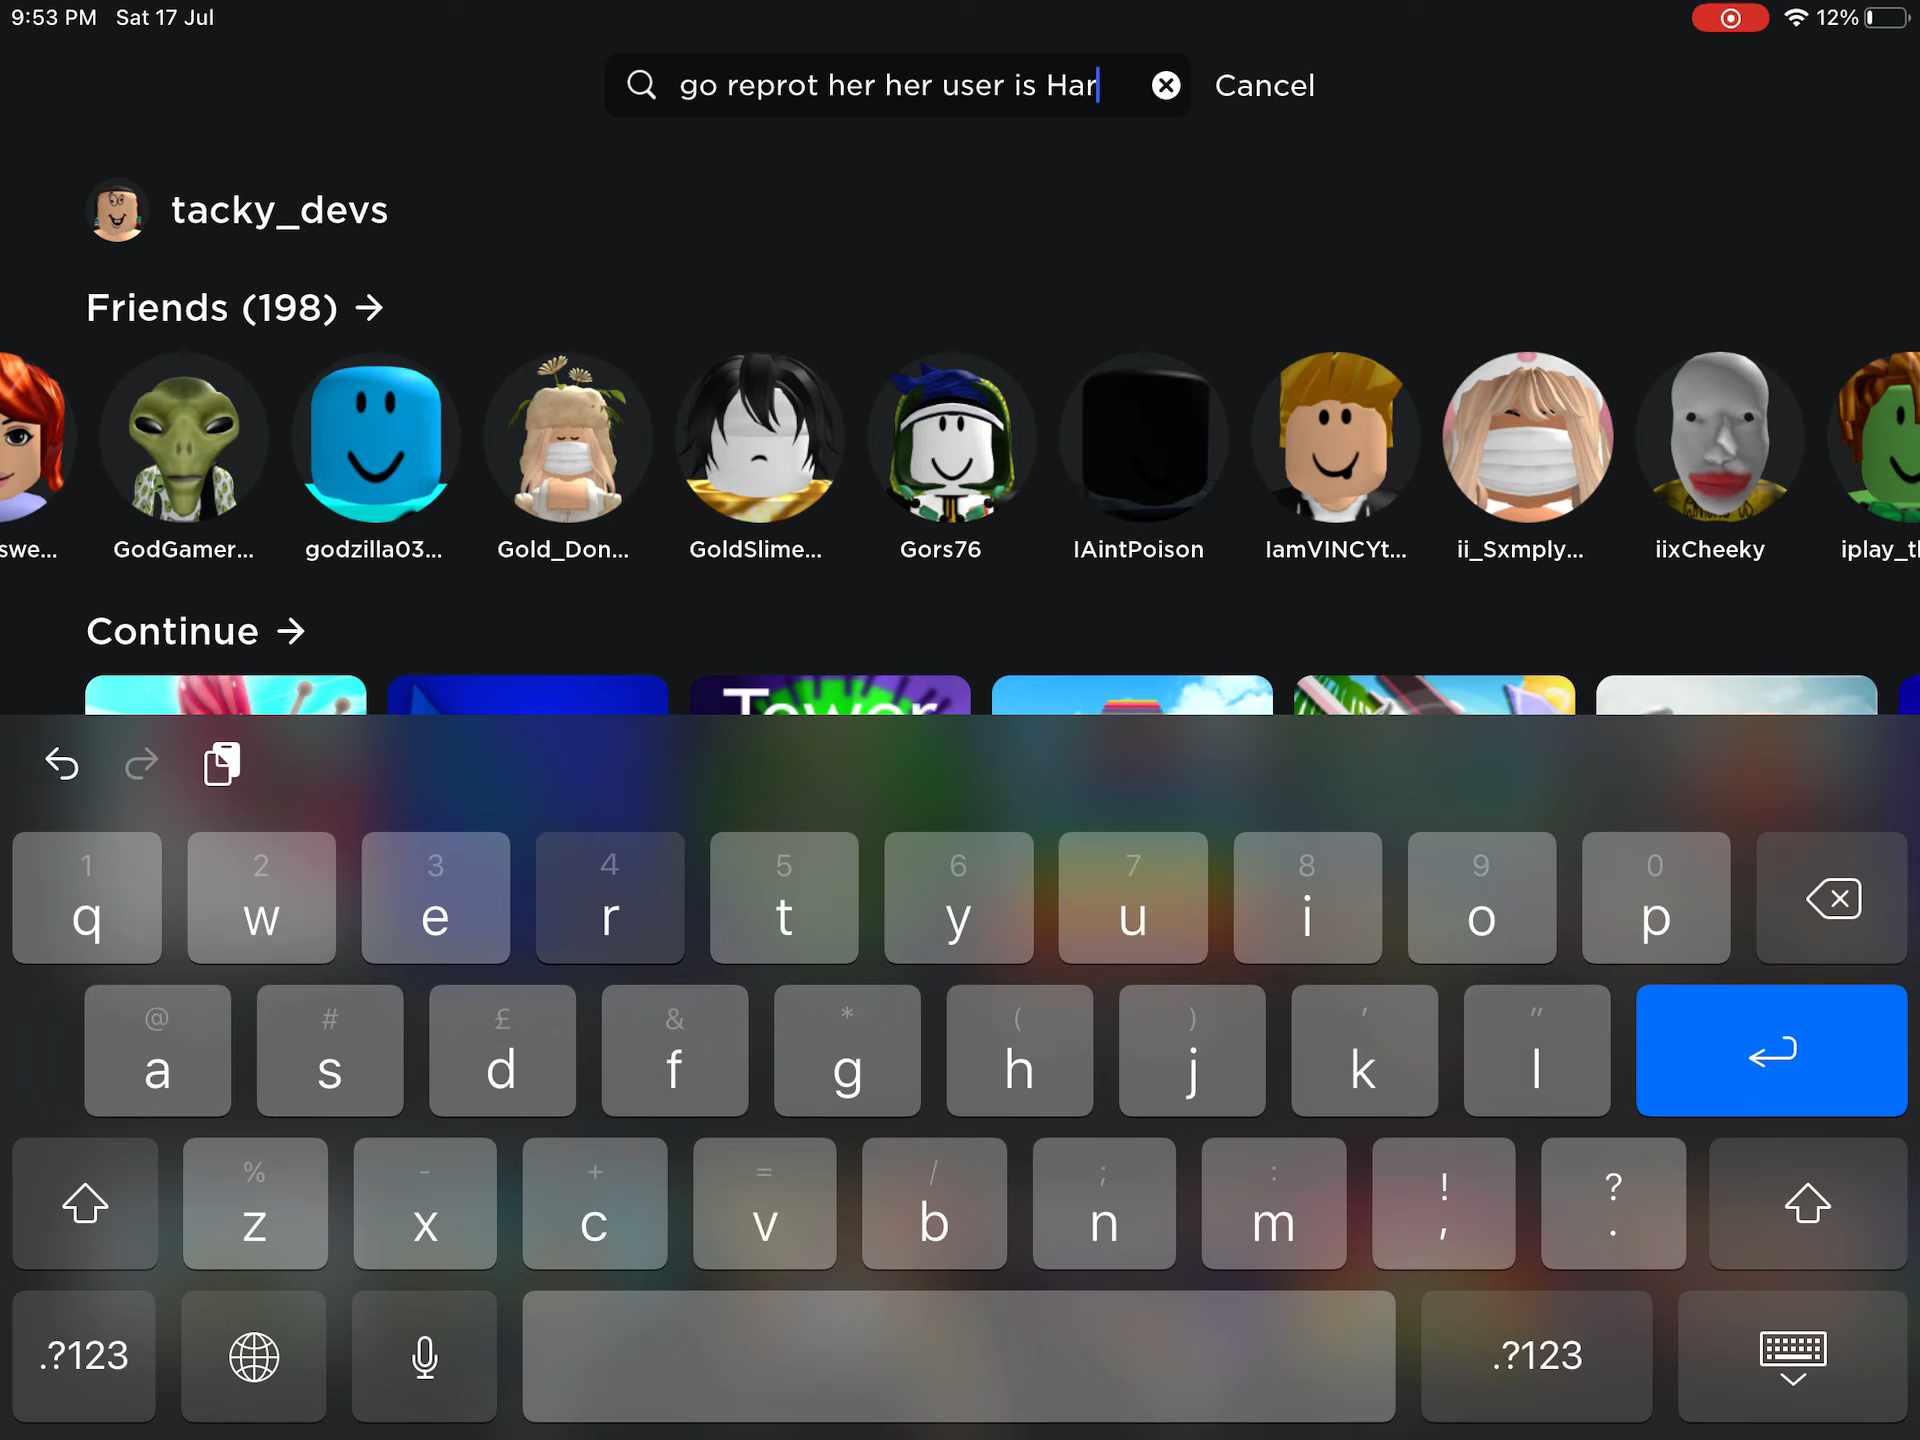 9:53 PM Sat 17 Jul 12%
go reprot her her user is Har Cancel
tacky_devs
Friends (198) →
swe... GodGamer... godzilla03... Gold_Don... GoldSlime... Gors76 IAintPoison IamVINCYt... ii_Sxmply... iixCheeky iplay_t
Continue →
Tower
1 2 3 4 5 6 7 8 9 0
q w e r t y u i o p
@ # £ & * ( ) ' "
a s d f g h j k l
% - + = / ; : ! ?
z x c v b n m , .
.?123 .?123